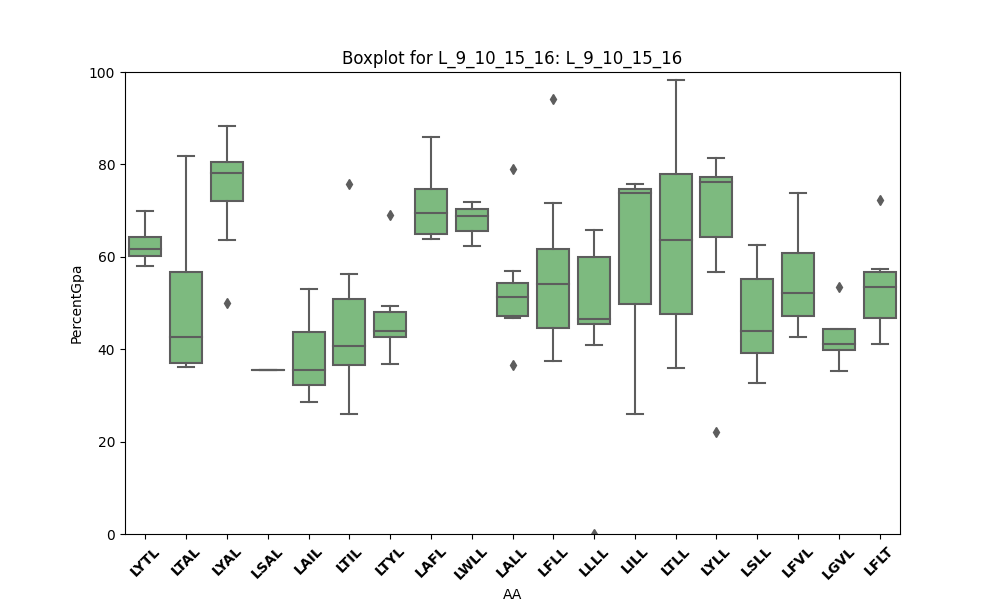 Boxplot for L_9_10_15_16: L_9_10_15_16
100
80
60
40
20
0
PercentGpa
LYTL LTAL LYAL LSAL LAIL LTIL LTYL LAFL LWLL LALL LFLL LLLL LILL LTLL LYLL LSLL LFVL LGVL LFLT
AA